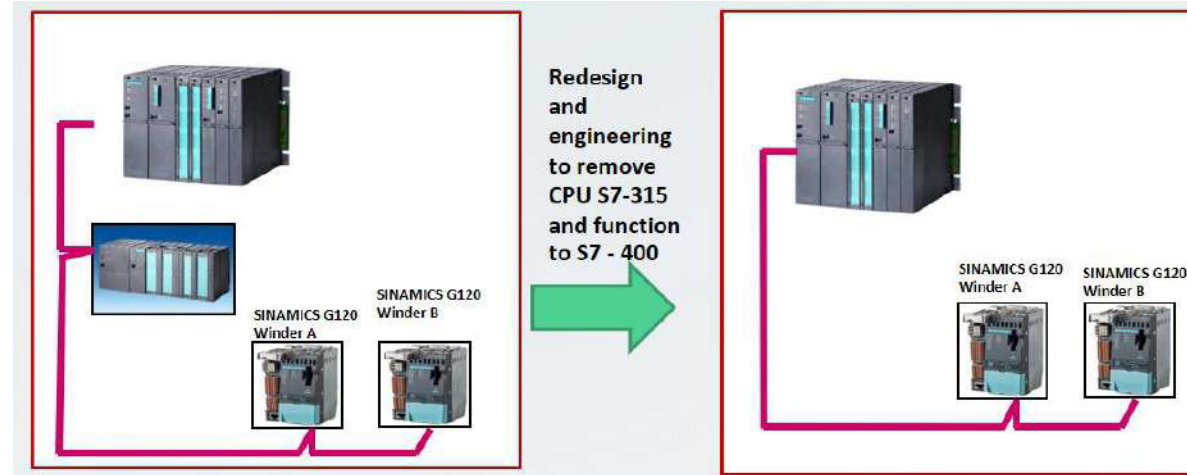 Redesign
and
engineering
to remove
CPU S7-315
and function
to S7 - 400
SINAMICS G120
Winder A
SINAMICS G120
Winder B
SINAMICS G120
Winder A
SINAMICS G120
Winder B